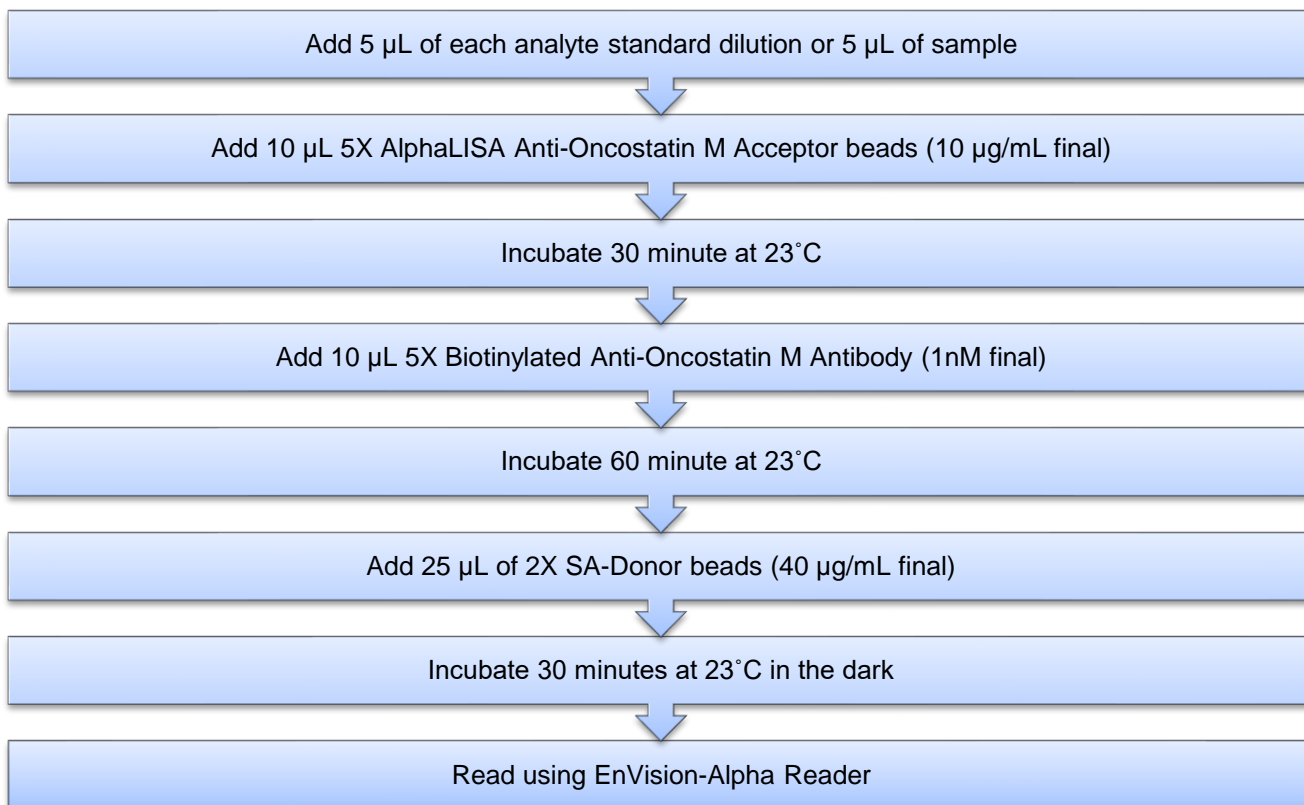 Add 5 µL of each analyte standard dilution or 5 µL of sample
Add 10 µL 5X AlphaLISA Anti-Oncostatin M Acceptor beads (10 µg/mL final)
Incubate 30 minute at 23˚C
Add 10 µL 5X Biotinylated Anti-Oncostatin M Antibody (1nM final)
Incubate 60 minute at 23˚C
Add 25 µL of 2X SA-Donor beads (40 µg/mL final)
Incubate 30 minutes at 23˚C in the dark
Read using EnVision-Alpha Reader